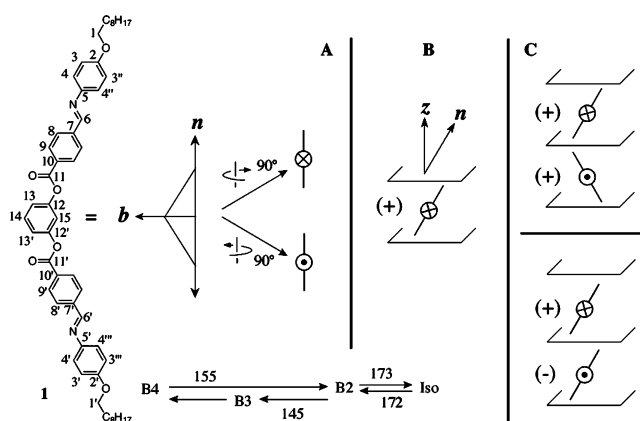 C8H17
1
O
3
2
4
3"
5
4"
N
6
8
7
9
10
O
11
O
13
12
14
15
13'
12'
O
O
11'
10'
9'
8'
7'
6'
N
5'
4'''
4'
3'''
3'
2'
O
1'
C8H17
1
=
A
n
b
90°
90°
B
z
n
(+)
C
(+)
(+)
(+)
(-)
B4
155
B3
145
B2
173
172
Iso